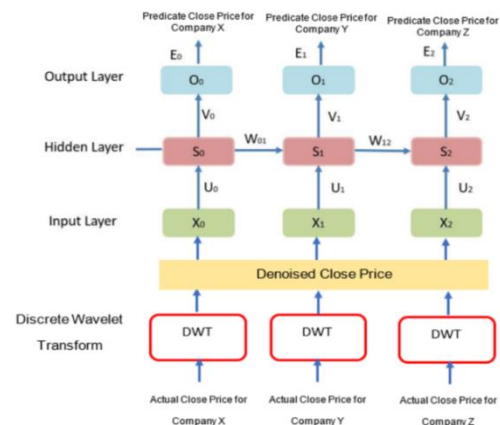 Predicate Close Price for
Company X
Predicate Close Price for
Company Y
Predicate Close Price for
Company Z
E₀
E₁
E₂
Output Layer
O₀
O₁
O₂
V₀
V₁
V₂
W₀₁
W₁₂
Hidden Layer
S₀
S₁
S₂
U₀
U₁
U₂
Input Layer
X₀
X₁
X₂
Denoised Close Price
Discrete Wavelet
Transform
DWT
DWT
DWT
Actual Close Price for
Company X
Actual Close Price for
Company Y
Actual Close Price for
Company Z